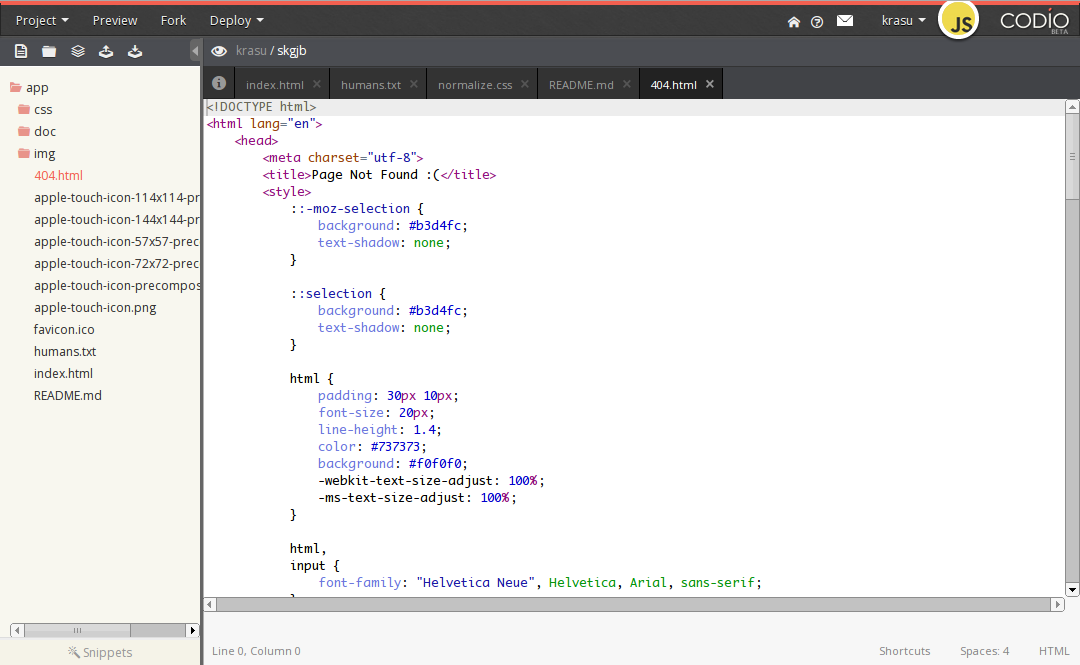 Project Preview Fork Deploy krasu JS CODIO BETA
krasu / skgjb
index.html humans.txt normalize.css README.md 404.html
app
css
doc
img
404.html
apple-touch-icon-114x114-pr
apple-touch-icon-144x144-pr
apple-touch-icon-57x57-prec
apple-touch-icon-72x72-prec
apple-touch-icon-precompos
apple-touch-icon.png
favicon.ico
humans.txt
index.html
README.md
Snippets
<!DOCTYPE html>
<html lang="en">
<head>
<meta charset="utf-8">
<title>Page Not Found :(</title>
<style>
::-moz-selection {
background: #b3d4fc;
text-shadow: none;
}
::selection {
background: #b3d4fc;
text-shadow: none;
}
html {
padding: 30px 10px;
font-size: 20px;
line-height: 1.4;
color: #737373;
background: #f0f0f0;
-webkit-text-size-adjust: 100%;
-ms-text-size-adjust: 100%;
}
html,
input {
font-family: "Helvetica Neue", Helvetica, Arial, sans-serif;
}
Line 0, Column 0 Shortcuts Spaces: 4 HTML